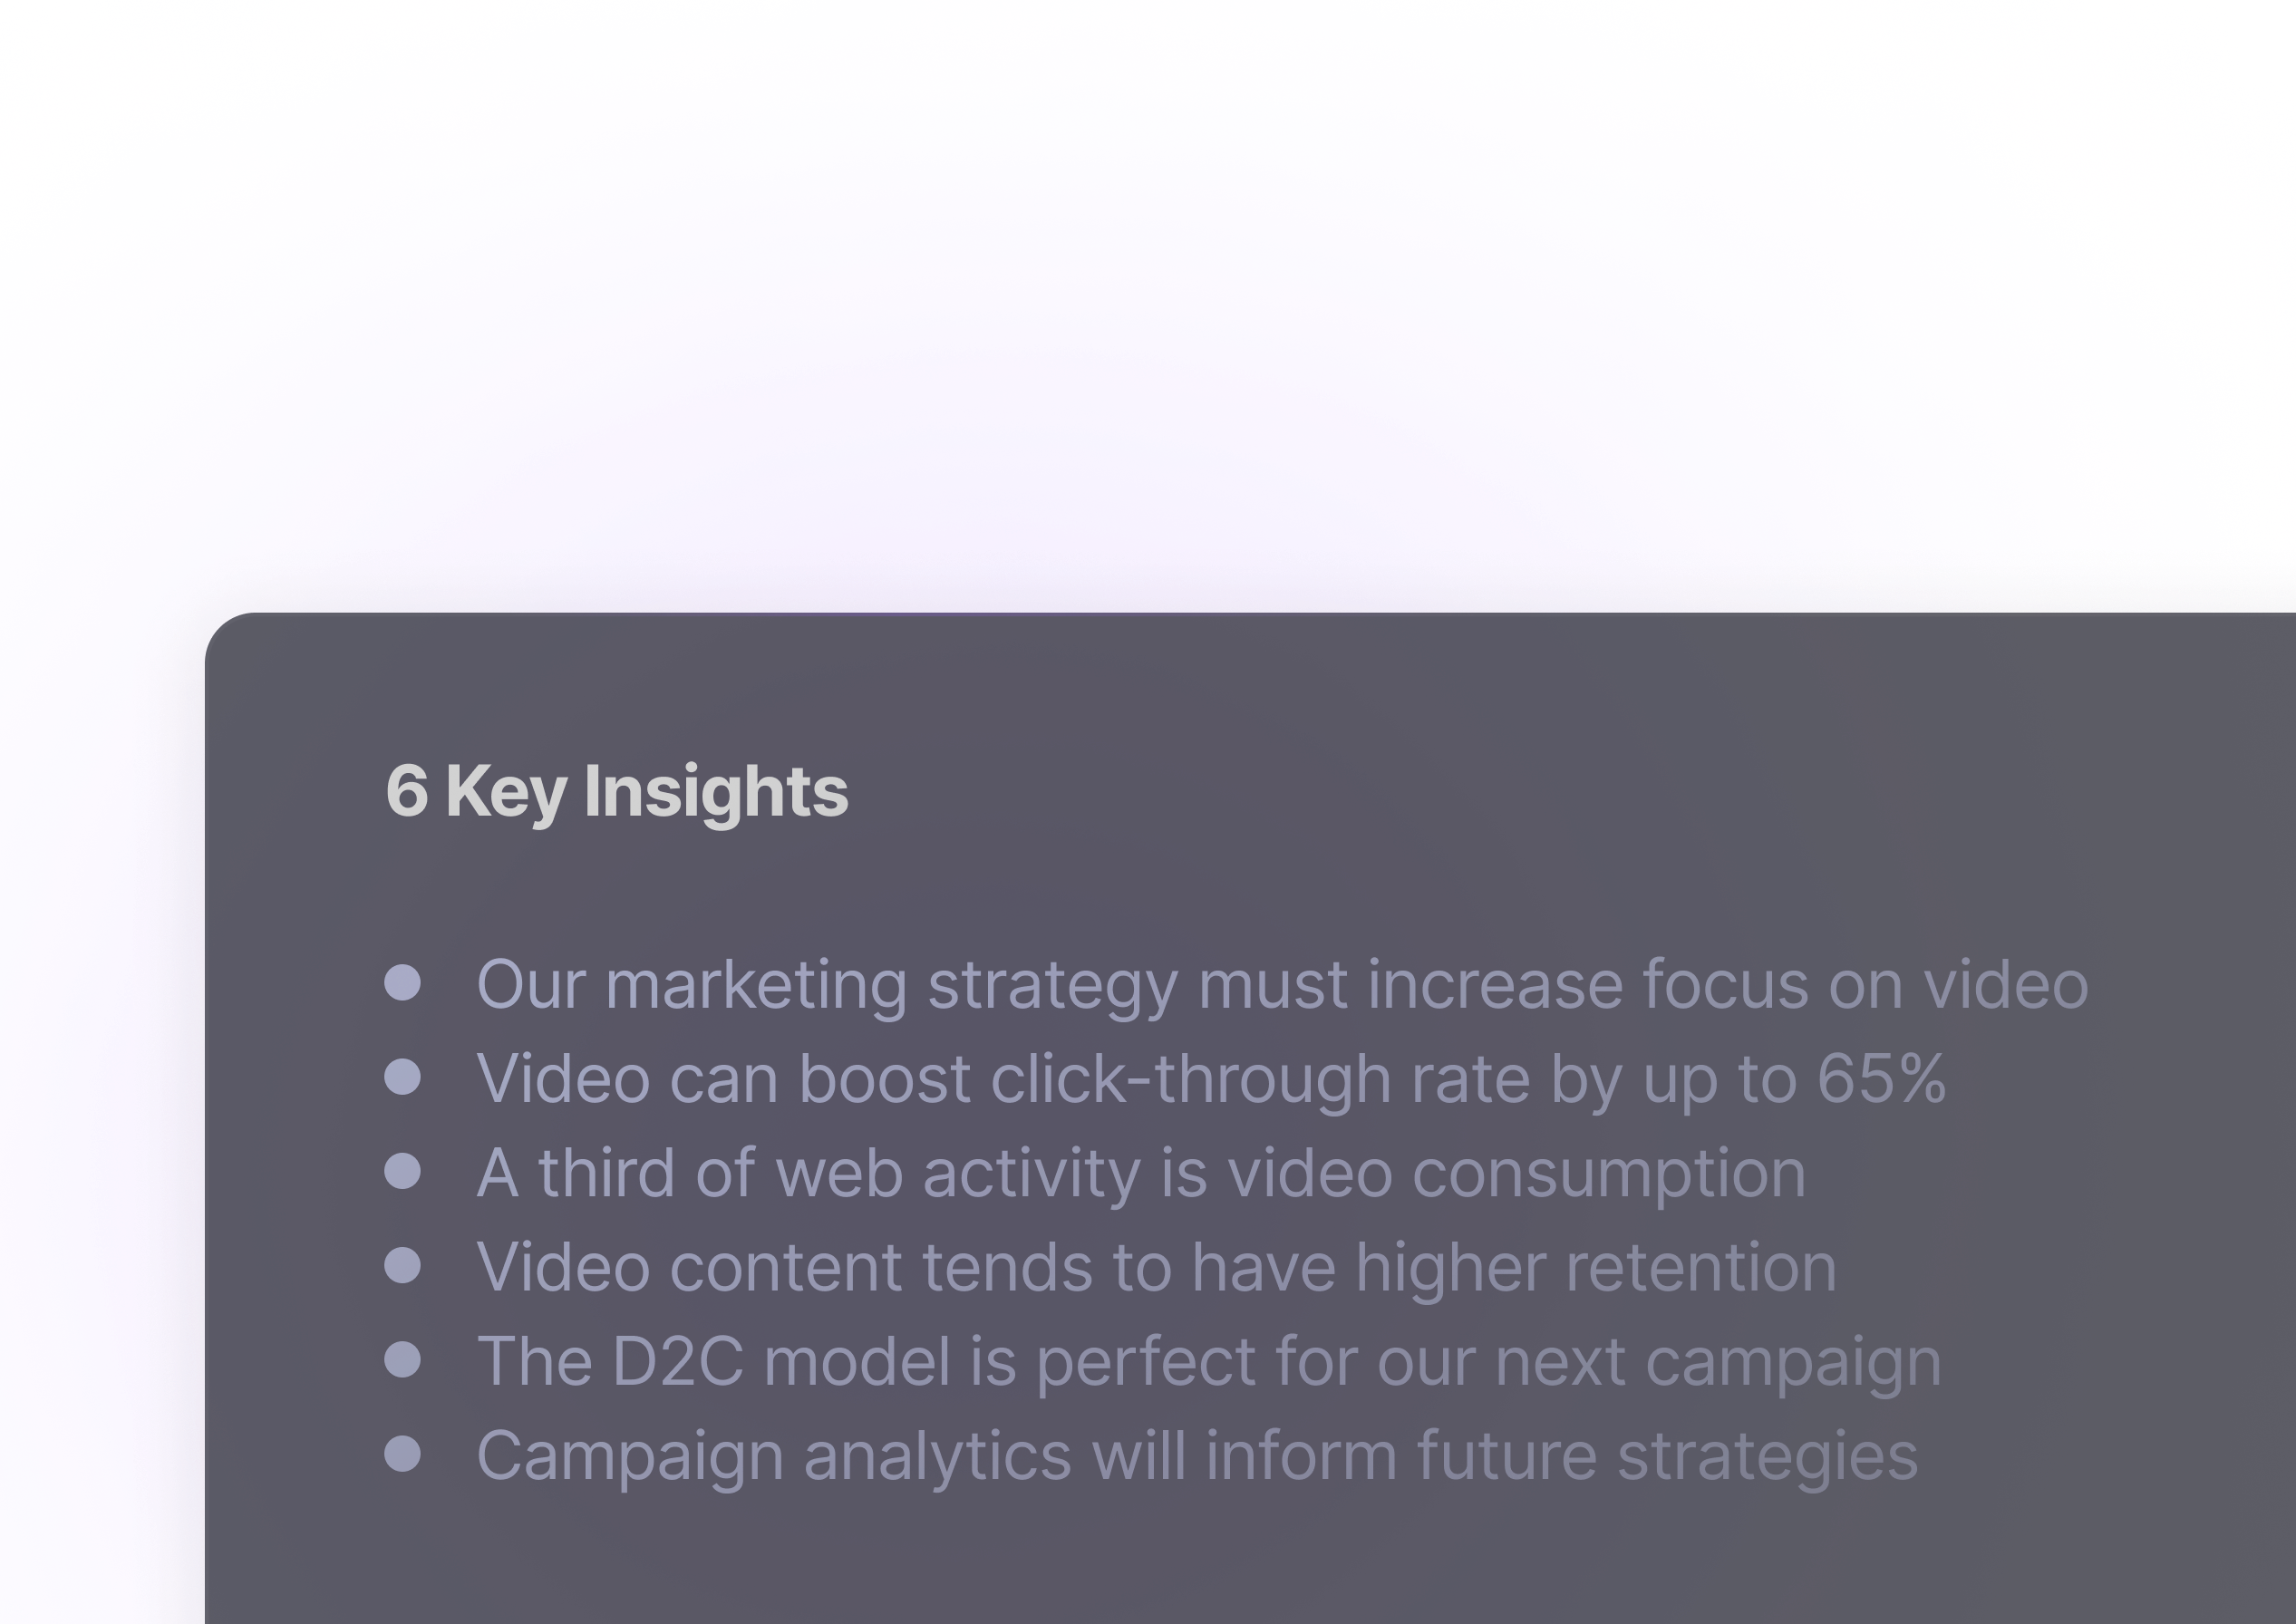 6 Key Insights
Our marketing strategy must increase focus on video
Video can boost click-through rate by up to 65%
A third of web activity is video consumption
Video content tends to have higher retention
The D2C model is perfect for our next campaign
Campaign analytics will inform future strategies